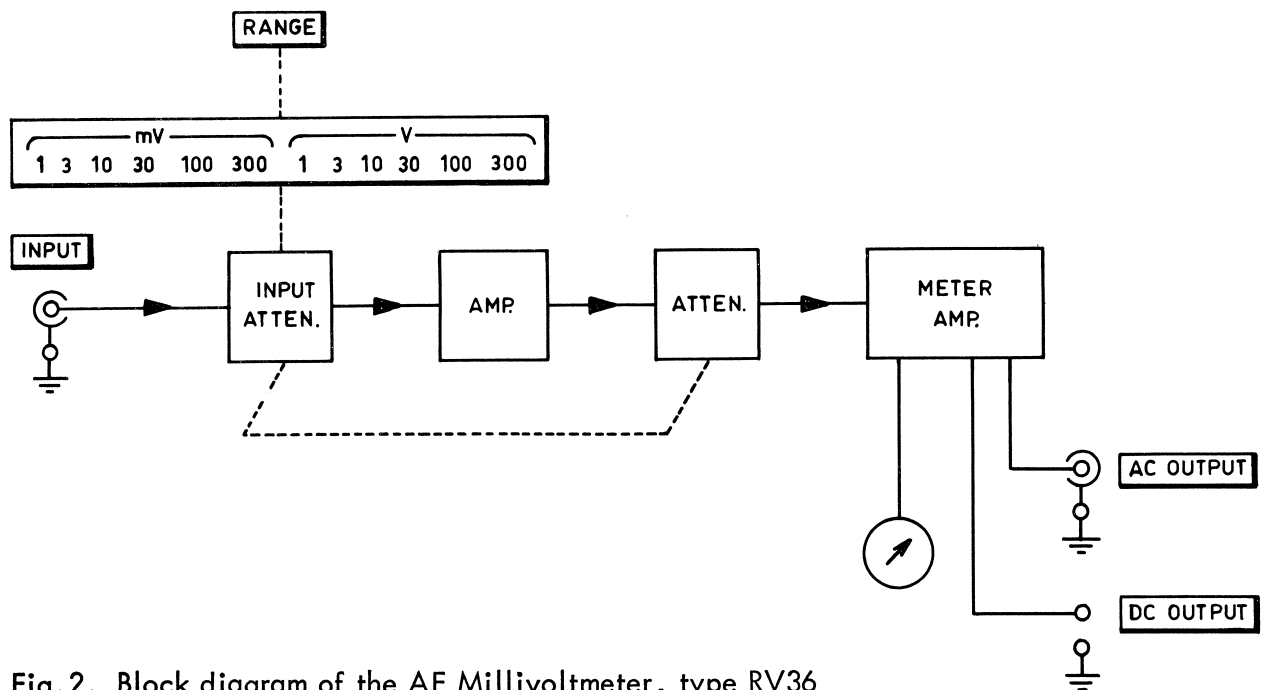 RANGE
mV V
1 3 10 30 100 300 1 3 10 30 100 300
INPUT
INPUT
ATTEN.
AMP.
ATTEN.
METER
AMP.
AC OUTPUT
DC OUTPUT
Fig. 2. Block diagram of the AF Millivoltmeter, type RV36